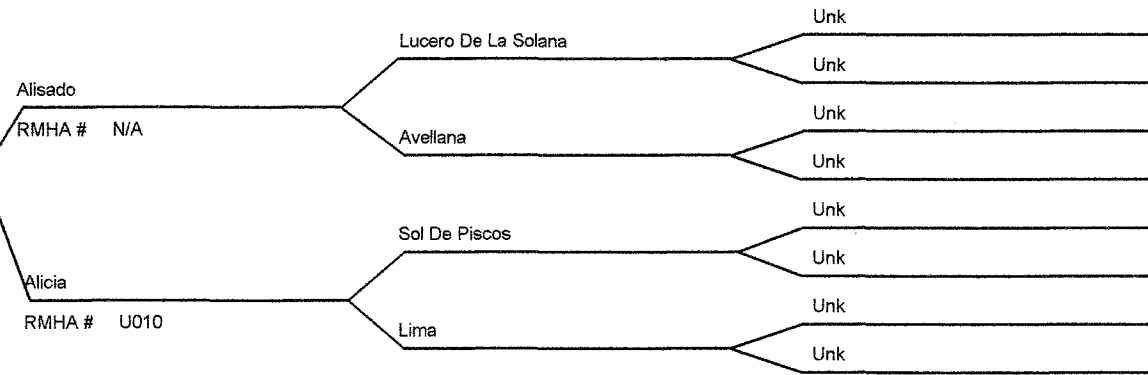 Unk
Lucero De La Solana
Unk
Alisado
RMHA # N/A
Unk
Avellana
Unk
Unk
Sol De Piscos
Unk
Alicia
RMHA # U010
Unk
Lima
Unk